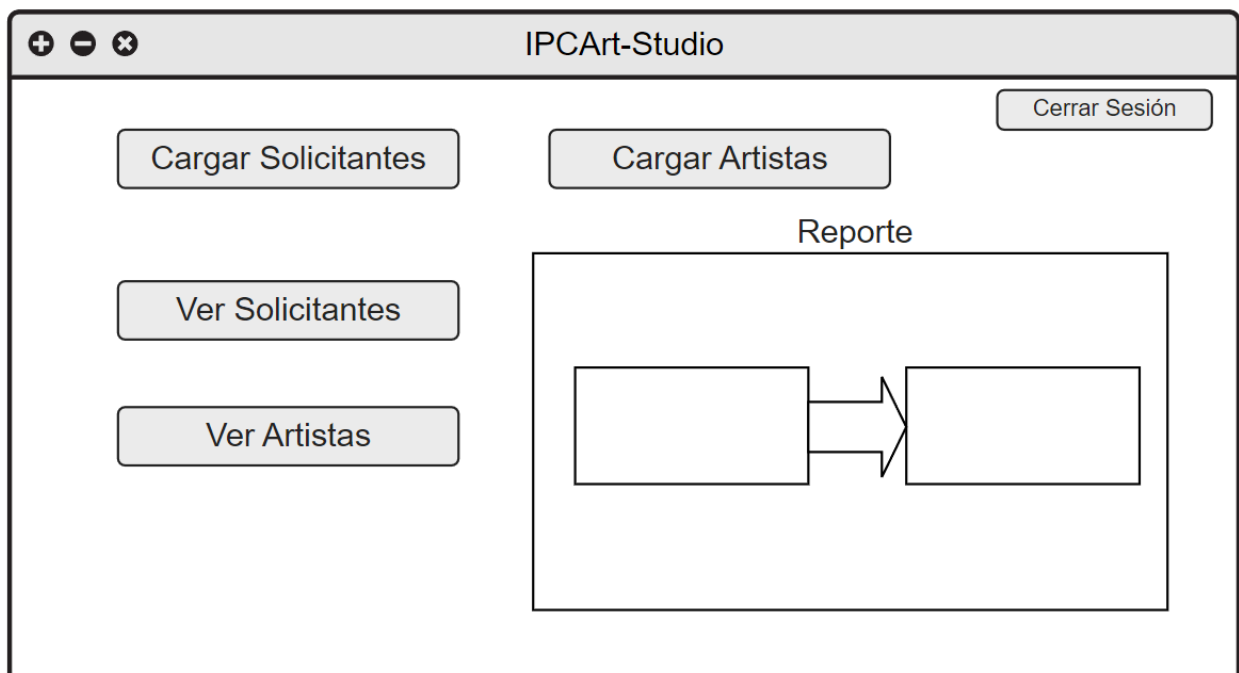 IPCArt-Studio
Cerrar Sesión
Cargar Solicitantes
Cargar Artistas
Reporte
Ver Solicitantes
Ver Artistas